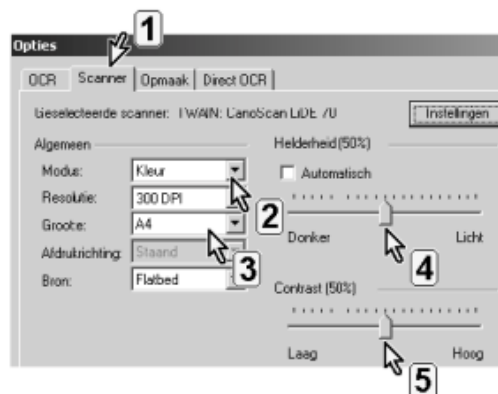 1
Opties
OCR Scanner Opmaak Direct OCR
Geselecteerde scanner: TWAIN: CanoScan LiDE 70 Instellingen
Algemeen Helderheid (50%)
Modus: Kleur Automatisch
Resolutie: 300 DPI 2
Grootte: A4 Donker Licht
3 4
Afdrukrichting: Staand
Bron: Flatbed Contrast (50%)
Laag Hoog
5